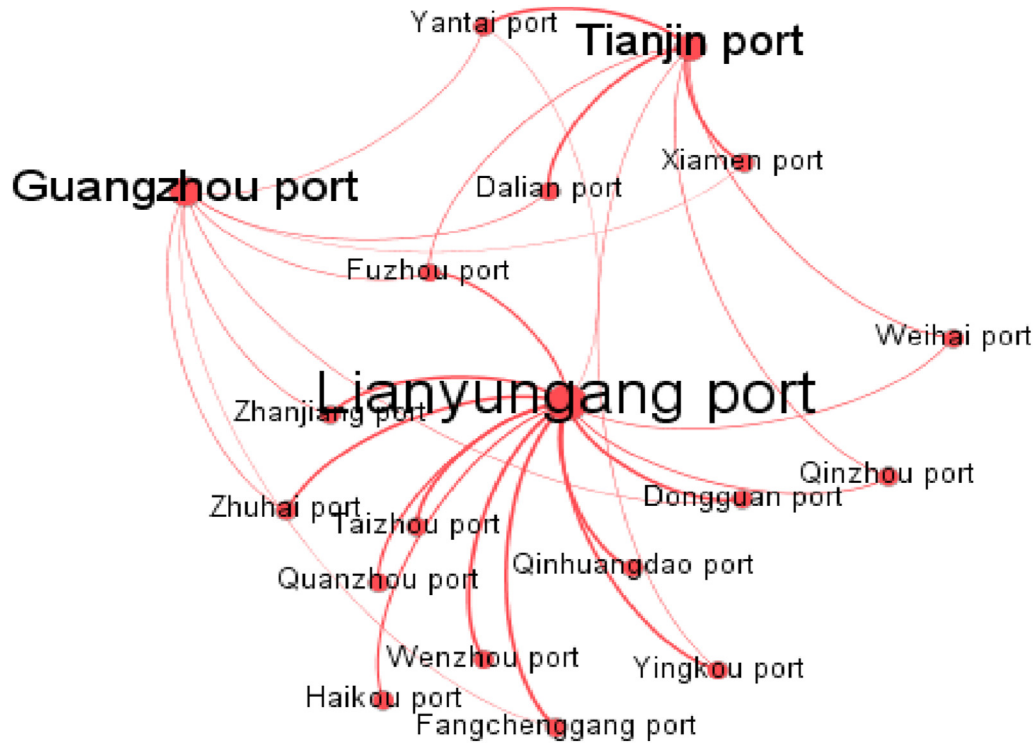 Yantai port
Tianjin port
Xiamen port
Guangzhou port
Dalian port
Fuzhou port
Weihai port
Lianyungang port
Zhanjiang port
Qinzhou port
Dongguan port
Zhuhai port
Taizhou port
Qinhuangdao port
Quanzhou port
Wenzhou port
Yingkou port
Haikou port
Fangchenggang port